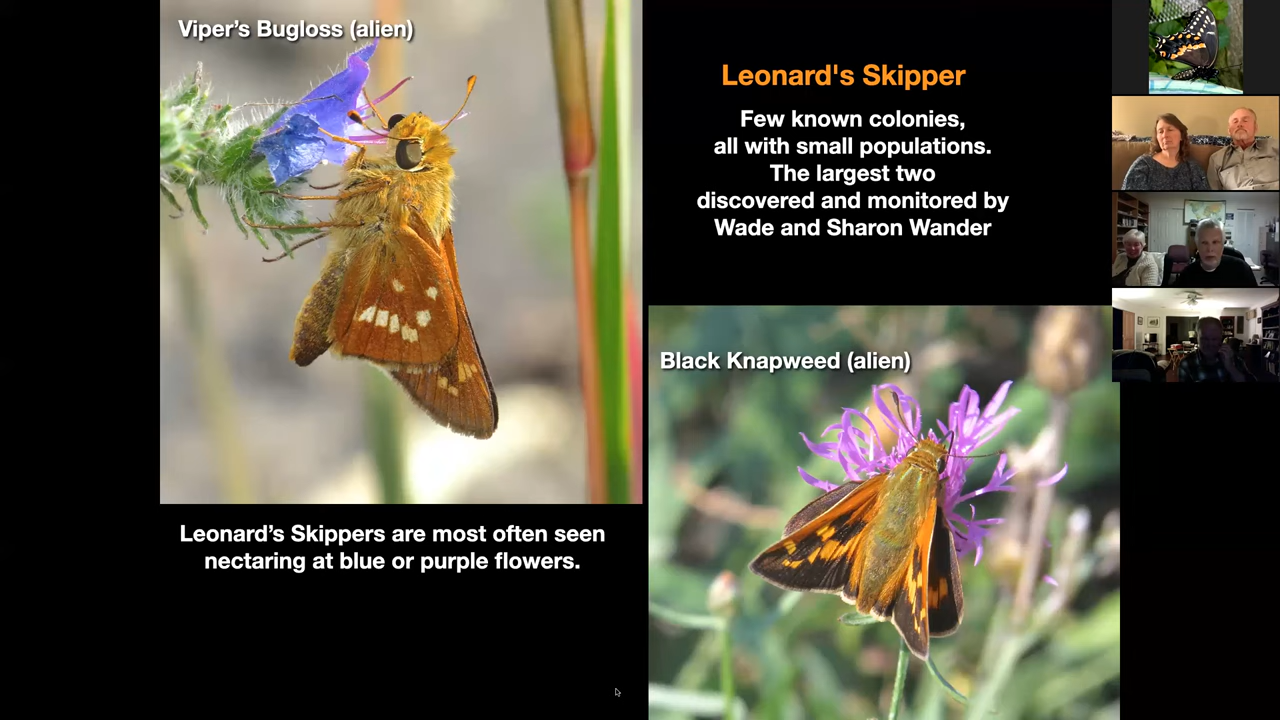 Viper’s Bugloss (alien)
Leonard's Skipper
Few known colonies,
all with small populations.
The largest two
discovered and monitored by
Wade and Sharon Wander
Black Knapweed (alien)
Leonard’s Skippers are most often seen
nectaring at blue or purple flowers.